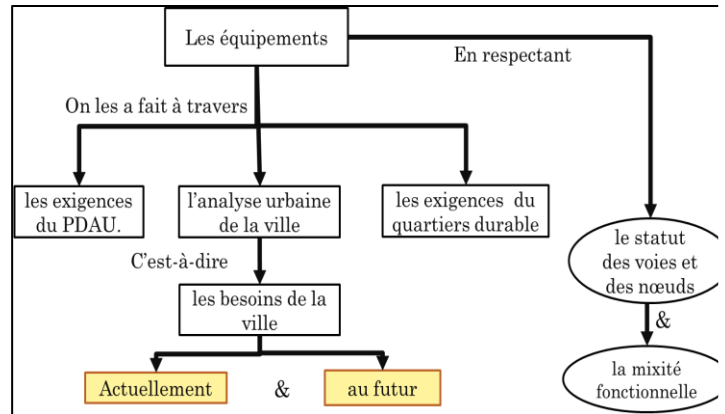 Les équipements
En respectant
On les a fait à travers
les exigences
du PDAU.
l'analyse urbaine
de la ville
les exigences du
quartiers durable
le statut
des voies et
des nœuds
C'est-à-dire
les besoins de la
ville
&
Actuellement
&
au futur
la mixité
fonctionnelle